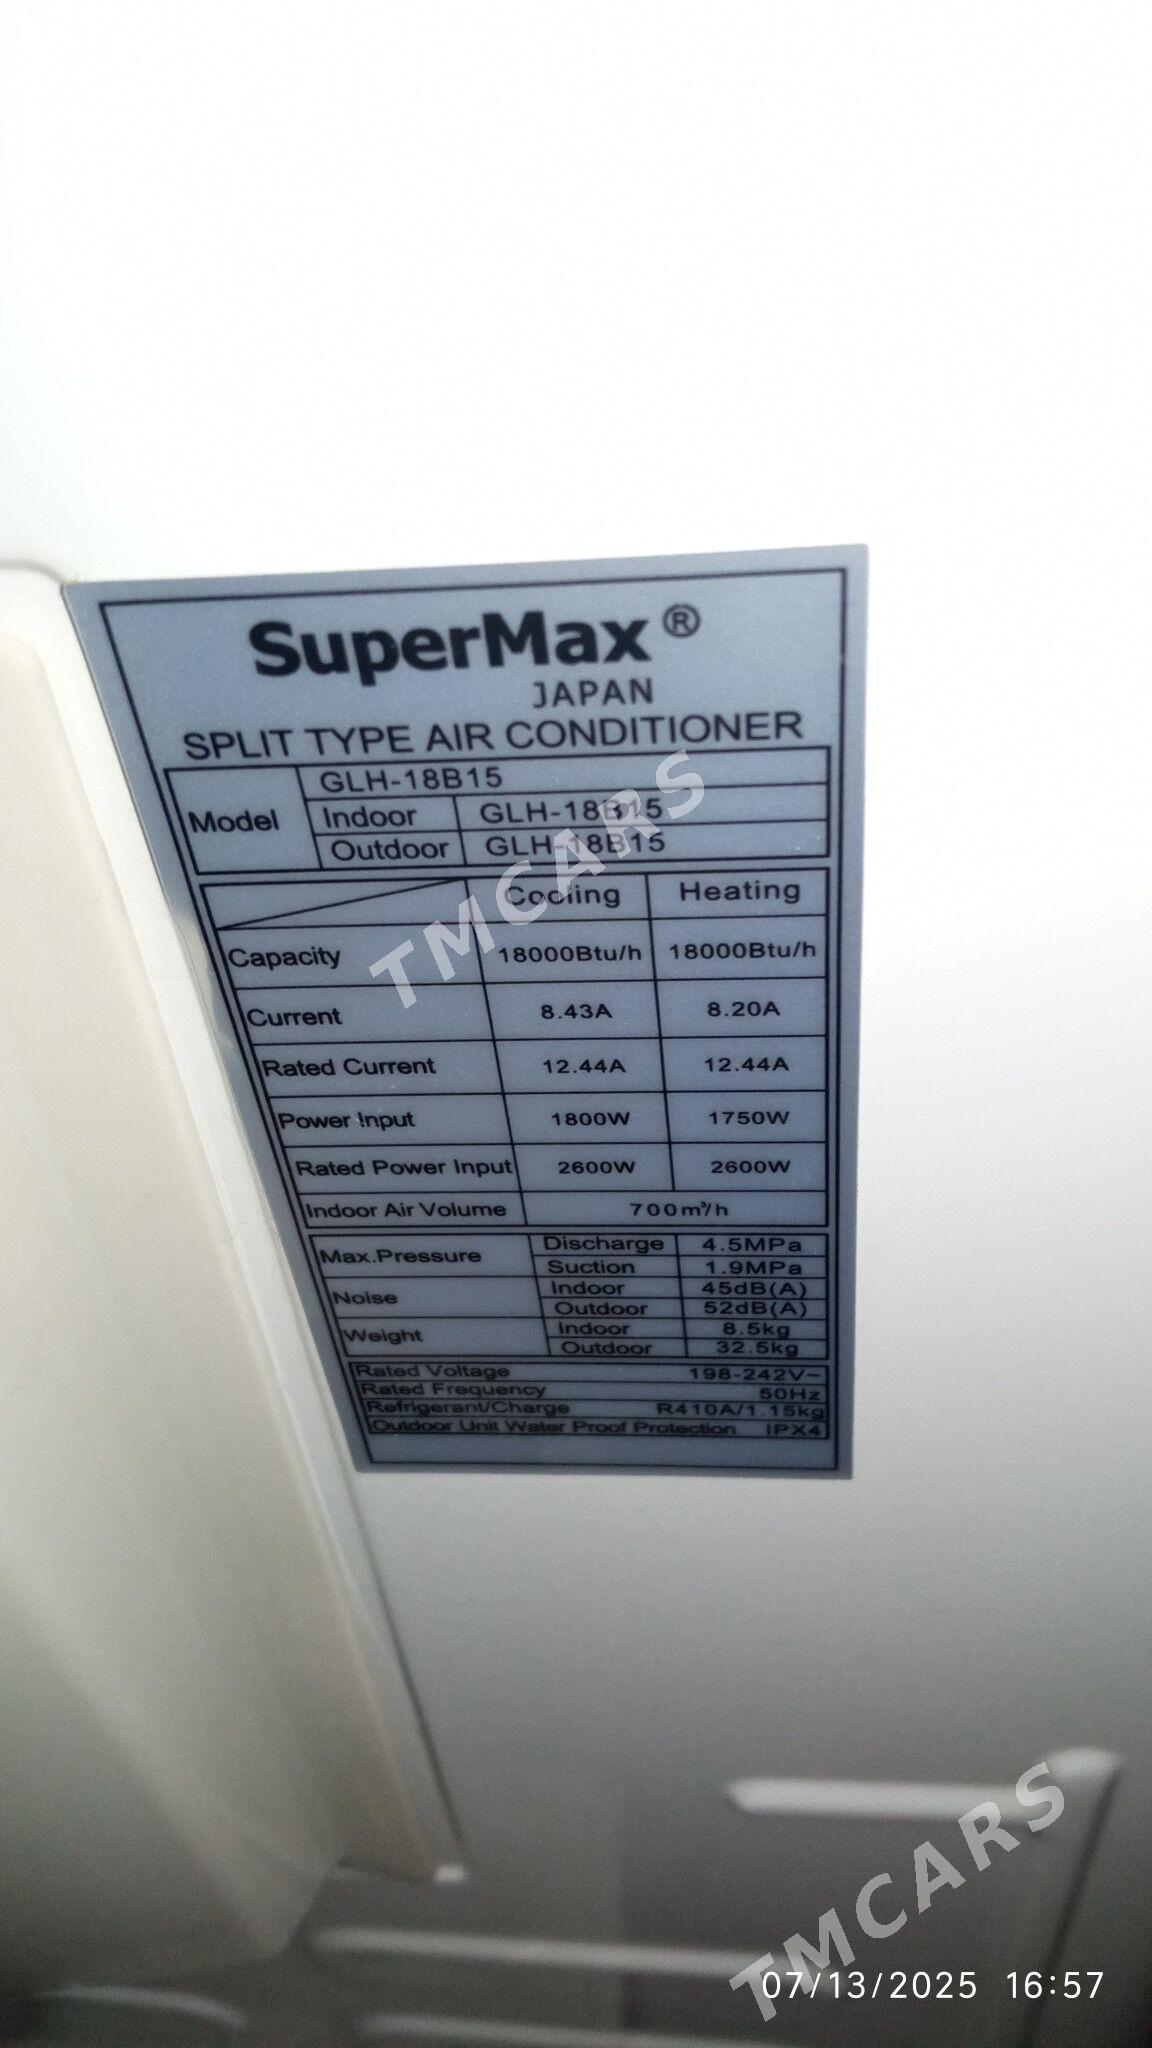 SuperMax ®
JAPAN
SPLIT TYPE AIR CONDITIONER
Model GLH-18B15
Indoor GLH-18B15
Outdoor GLH-18B15
Cooling Heating
Capacity 18000Btu/h 18000Btu/h
Current 8.43A 8.20A
Rated Current 12.44A 12.44A
Power Input 1800W 1750W
Rated Power Input 2600W 2600W
Indoor Air Volume 700m³/h
Max.Pressure Discharge 4.5MPa
Suction 1.9MPa
Noise Indoor 45dB(A)
Outdoor 52dB(A)
Weight Indoor 8.5kg
Outdoor 32.5kg
Rated Voltage 198-242V~
Rated Frequency 50Hz
Refrigerant/Charge R410A/1.15kg
Outdoor Unit Water Proof Protection IPX4
TMCARS
TMCARS
07/13/2025 16:57